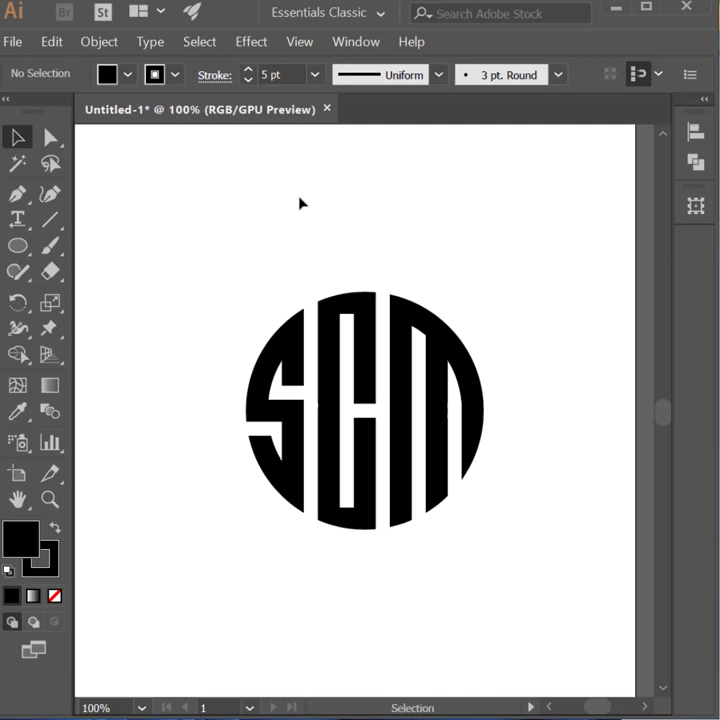 Ai Br St Essentials Classic Search Adobe Stock
File Edit Object Type Select Effect View Window Help
No Selection Stroke: 5 pt Uniform 3 pt. Round
Untitled-1* @ 100% (RGB/GPU Preview)
SCM
100% 1 Selection